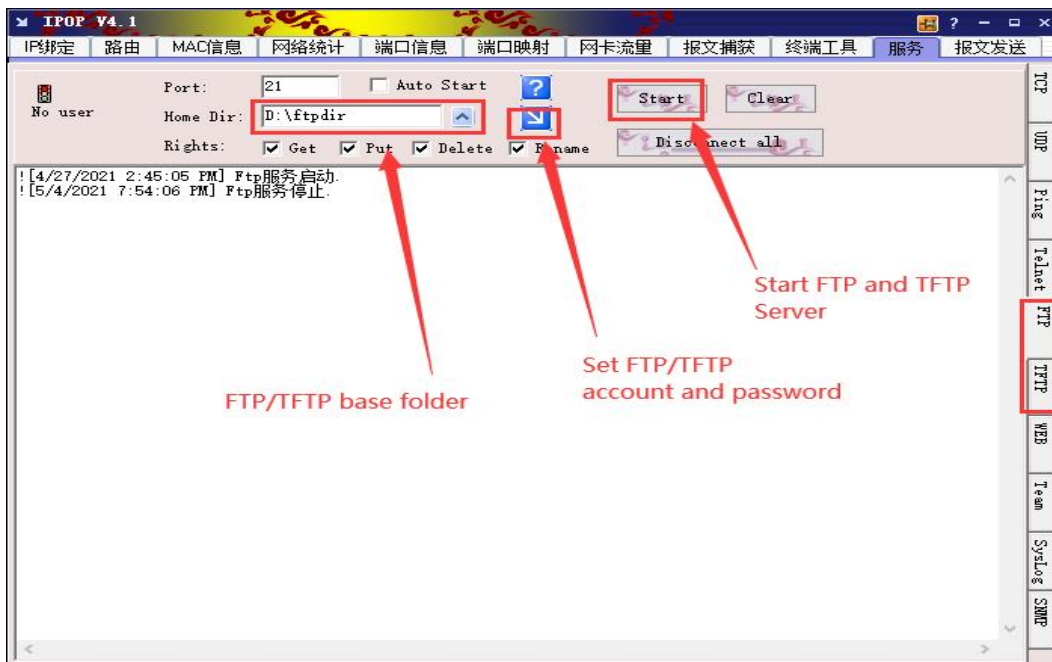 IPOP V4.1
IP绑定 路由 MAC信息 网络统计 端口信息 端口映射 网卡流量 报文捕获 终端工具 服务 报文发送
No user
Port: 21 Auto Start
Start Clear
Home Dir: D:\ftpdir
Rights: Get Put Delete Rename
Disconnect all
![4/27/2021 2:45:05 PM] Ftp服务启动.
![5/4/2021 7:54:06 PM] Ftp服务停止.
Start FTP and TFTP
Server
Set FTP/TFTP
account and password
FTP/TFTP base folder
TCP
UDP
Ping
Telnet
FTP
TFTP
WEB
Team
SysLog
SNMP